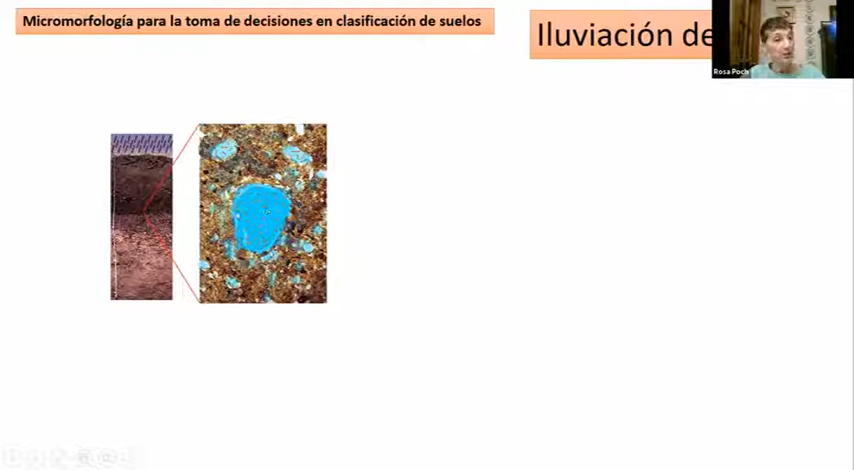 Micromorfología para la toma de decisiones en clasificación de suelos
Iluviación de
Rosa Poch